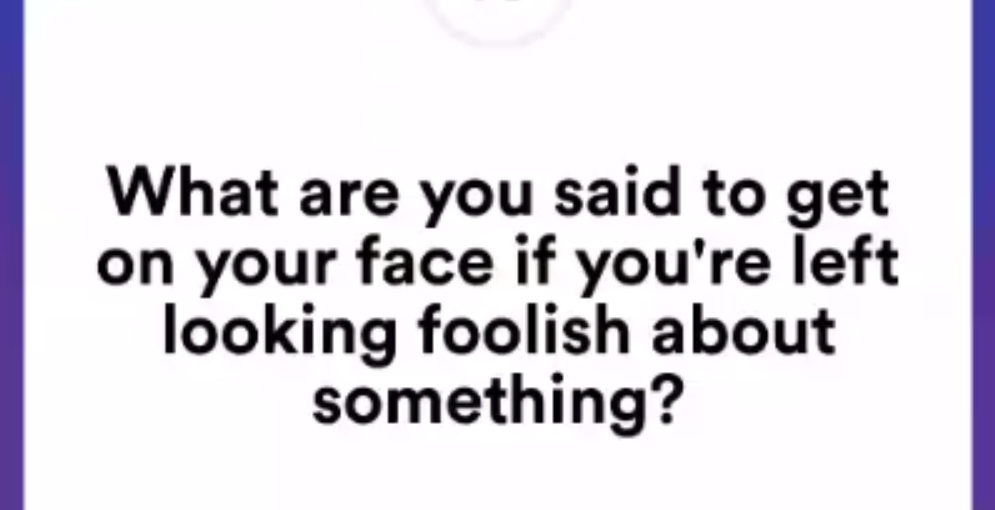 What are you said to get
on your face if you're left
looking foolish about
something?